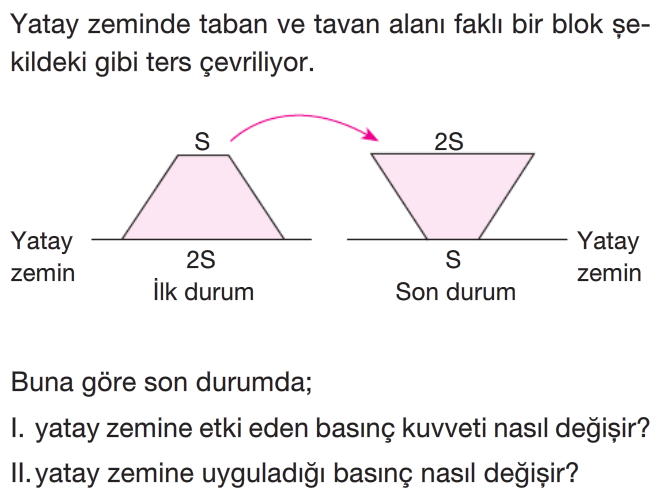 Yatay zeminde taban ve tavan alanı faklı bir blok şe-
kildeki gibi ters çevriliyor.
S
2S
Yatay
zemin
2S
İlk durum
S
Son durum
Yatay
zemin
Buna göre son durumda;
I. yatay zemine etki eden basınç kuvveti nasıl değişir?
II. yatay zemine uyguladığı basınç nasıl değişir?